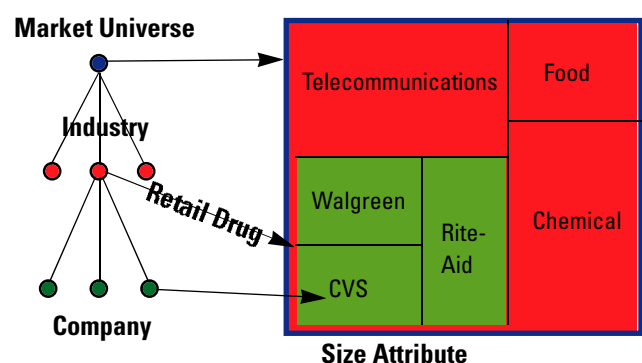 Market Universe
Telecommunications
Food
Industry
Retail Drug
Walgreen
Rite-
Aid
Chemical
CVS
Company
Size Attribute